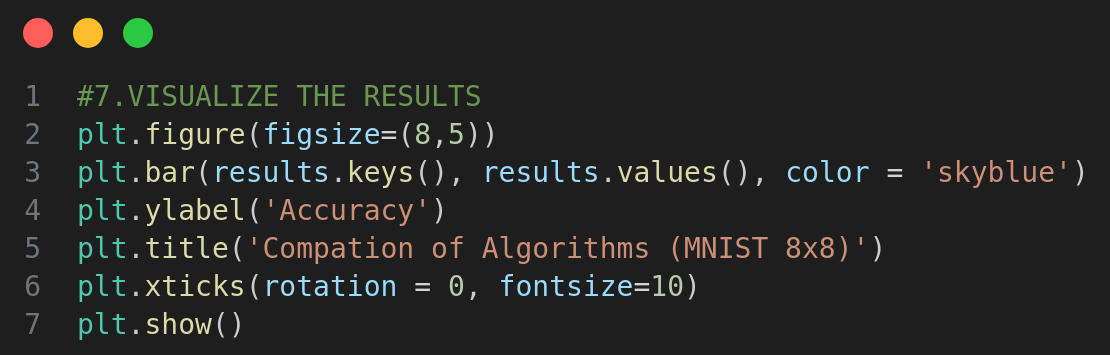 1 #7.VISUALIZE THE RESULTS
2 plt.figure(figsize=(8,5))
3 plt.bar(results.keys(), results.values(), color = 'skyblue')
4 plt.ylabel('Accuracy')
5 plt.title('Compation of Algorithms (MNIST 8x8)')
6 plt.xticks(rotation = 0, fontsize=10)
7 plt.show()